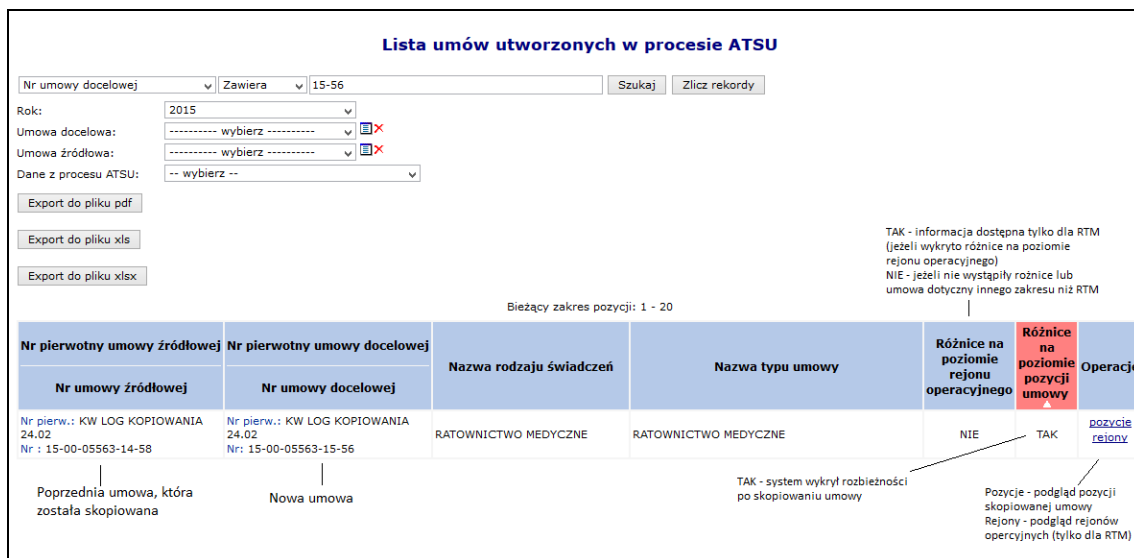 Lista umów utworzonych w procesie ATSU
Nr umowy docelowej Zawiera 15-56 Szukaj Zlicz rekordy
Rok: 2015
Umowa docelowa: ---------- wybierz ----------
Umowa źródłowa: ---------- wybierz ----------
Dane z procesu ATSU: -- wybierz --
Export do pliku pdf
Export do pliku xls
Export do pliku xlsx
TAK - informacja dostępna tylko dla RTM
(jeżeli wykryto różnice na poziomie
rejonu operacyjnego)
NIE - jeżeli nie wystąpiły rożnice lub
umowa dotyczny innego zakresu niż RTM
Bieżący zakres pozycji: 1 - 20
Nr pierwotny umowy źródłowej
Nr umowy źródłowej
Nr pierwotny umowy docelowej
Nr umowy docelowej
Nazwa rodzaju świadczeń
Nazwa typu umowy
Różnice na
poziomie
rejonu
operacyjnego
Różnice
na
poziomie
pozycji
umowy
Operacje
Nr pierw.: KW LOG KOPIOWANIA
24.02
Nr : 15-00-05563-14-58
Nr pierw.: KW LOG KOPIOWANIA
24.02
Nr: 15-00-05563-15-56
RATOWNICTWO MEDYCZNE
RATOWNICTWO MEDYCZNE
NIE
TAK
pozycje
rejony
Poprzednia umowa, która
została skopiowana
Nowa umowa
TAK - system wykrył rozbieżności
po skopiowaniu umowy
Pozycje - podgląd pozycji
skopiowanej umowy
Rejony - podgląd rejonów
opercyjnych (tylko dla RTM)